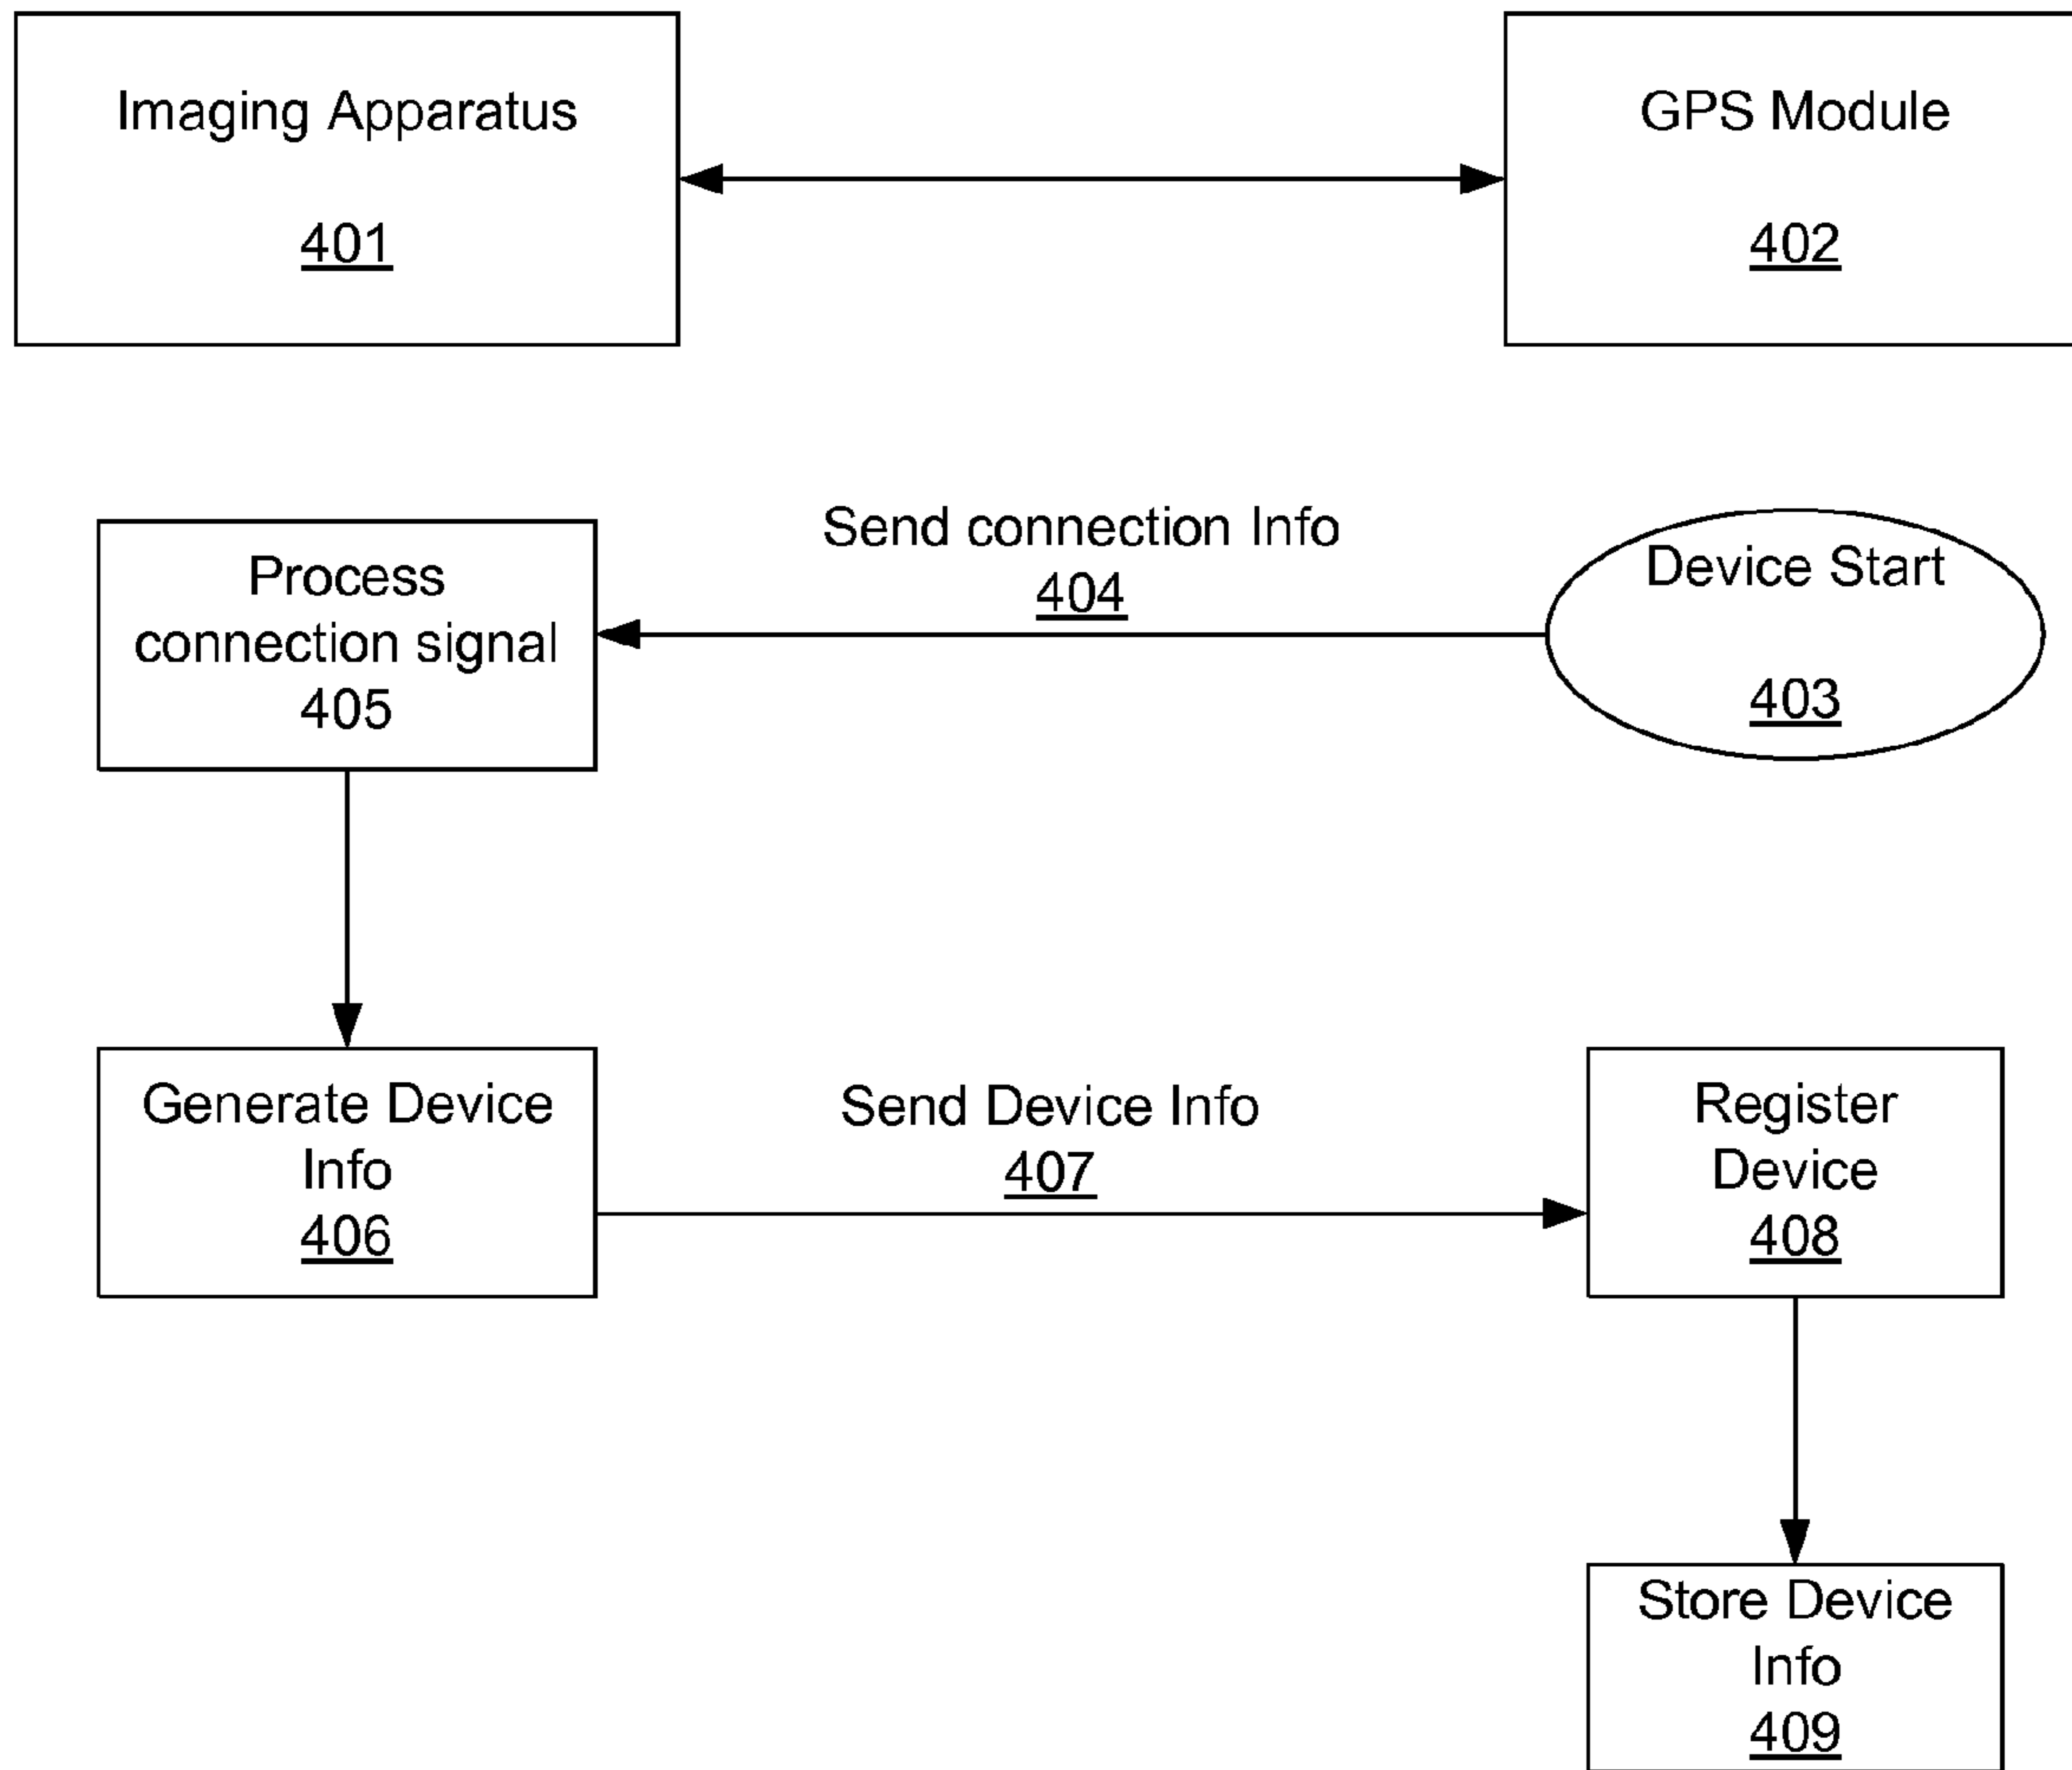 Imaging Apparatus
401
GPS Module
402
Send connection Info
404
Device Start
403
Process
connection signal
405
Generate Device
Info
406
Send Device Info
407
Register
Device
408
Store Device
Info
409